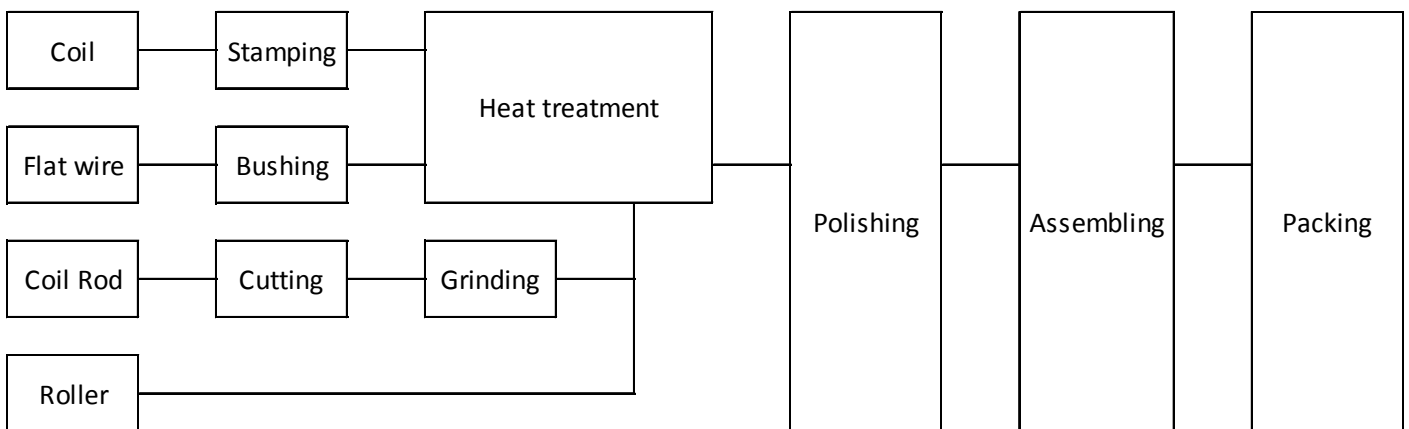 Coil
Stamping
Heat treatment
Flat wire
Bushing
Polishing
Assembling
Packing
Coil Rod
Cutting
Grinding
Roller